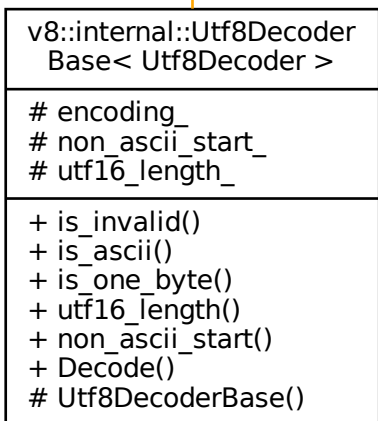 v8::internal::Utf8Decoder
Base< Utf8Decoder >
# encoding_
# non_ascii_start_
# utf16_length_
+ is_invalid()
+ is_ascii()
+ is_one_byte()
+ utf16_length()
+ non_ascii_start()
+ Decode()
# Utf8DecoderBase()